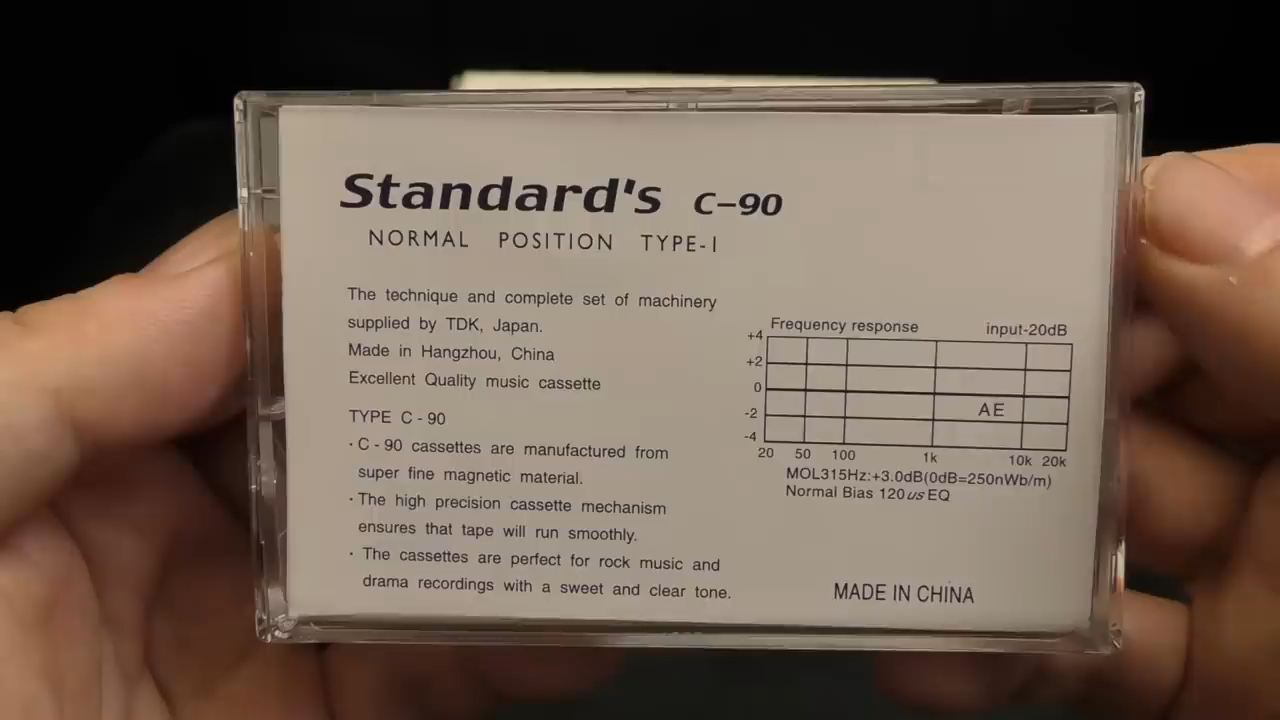 Standard's C-90
NORMAL POSITION TYPE-I
The technique and complete set of machinery
supplied by TDK, Japan.
Made in Hangzhou, China
Excellent Quality music cassette
TYPE C - 90
· C - 90 cassettes are manufactured from
super fine magnetic material.
· The high precision cassette mechanism
ensures that tape will run smoothly.
· The cassettes are perfect for rock music and
drama recordings with a sweet and clear tone.
Frequency response input-20dB
+4
+2
0
-2
-4
AE
20 50 100 1k 10k 20k
MOL315Hz:+3.0dB(0dB=250nWb/m)
Normal Bias 120us EQ
MADE IN CHINA